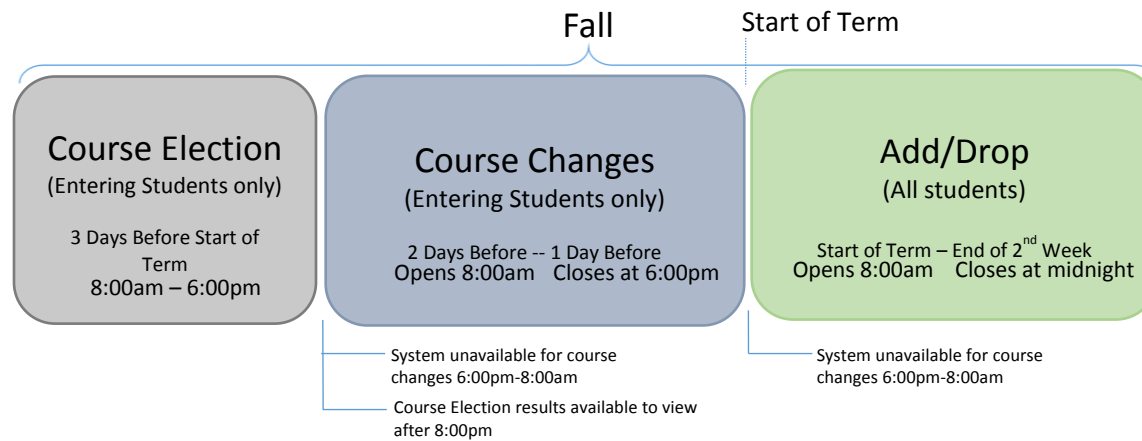 Fall
Start of Term
Course Election
(Entering Students only)
3 Days Before Start of
Term
8:00am – 6:00pm
Course Changes
(Entering Students only)
2 Days Before -- 1 Day Before
Opens 8:00am Closes at 6:00pm
Add/Drop
(All students)
Start of Term – End of 2nd Week
Opens 8:00am Closes at midnight
System unavailable for course
changes 6:00pm-8:00am
Course Election results available to view
after 8:00pm
System unavailable for course
changes 6:00pm-8:00am